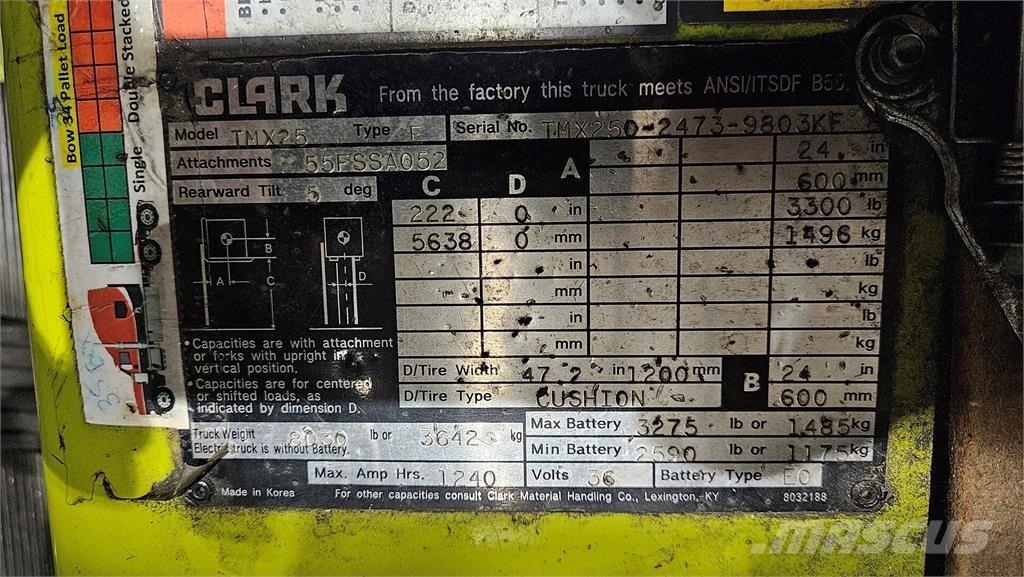 Bow 34 Pallet Load
Single Double Stacked
CLARK From the factory this truck meets ANSI/ITSDF
Model TMX25 Type E Serial No. TMX250-2473-9803KF
Attachments 55FSSA052 A 24 in
Rearward Tilt 5 deg C D 600 mm
222 0 in 3300 lb
5638 0 mm 1496 kg
in lb
mm kg
in lb
mm kg
A B C D
• Capacities are with attachment
or forks with upright in
vertical position.
• Capacities are for centered
or shifted loads, as
indicated by dimension D.
D/Tire Width 47.2 in 1200 mm B 24 in
D/Tire Type CUSHION 600 mm
Truck Weight 8030 lb or 3642 kg
Electric truck is without Battery.
Max Battery 3275 lb or 1485 kg
Min Battery 2590 lb or 1175 kg
Max. Amp Hrs. 1240 Volts 36 Battery Type EO
Made in Korea For other capacities consult Clark Material Handling Co., Lexington, KY 8032188
MASCUS